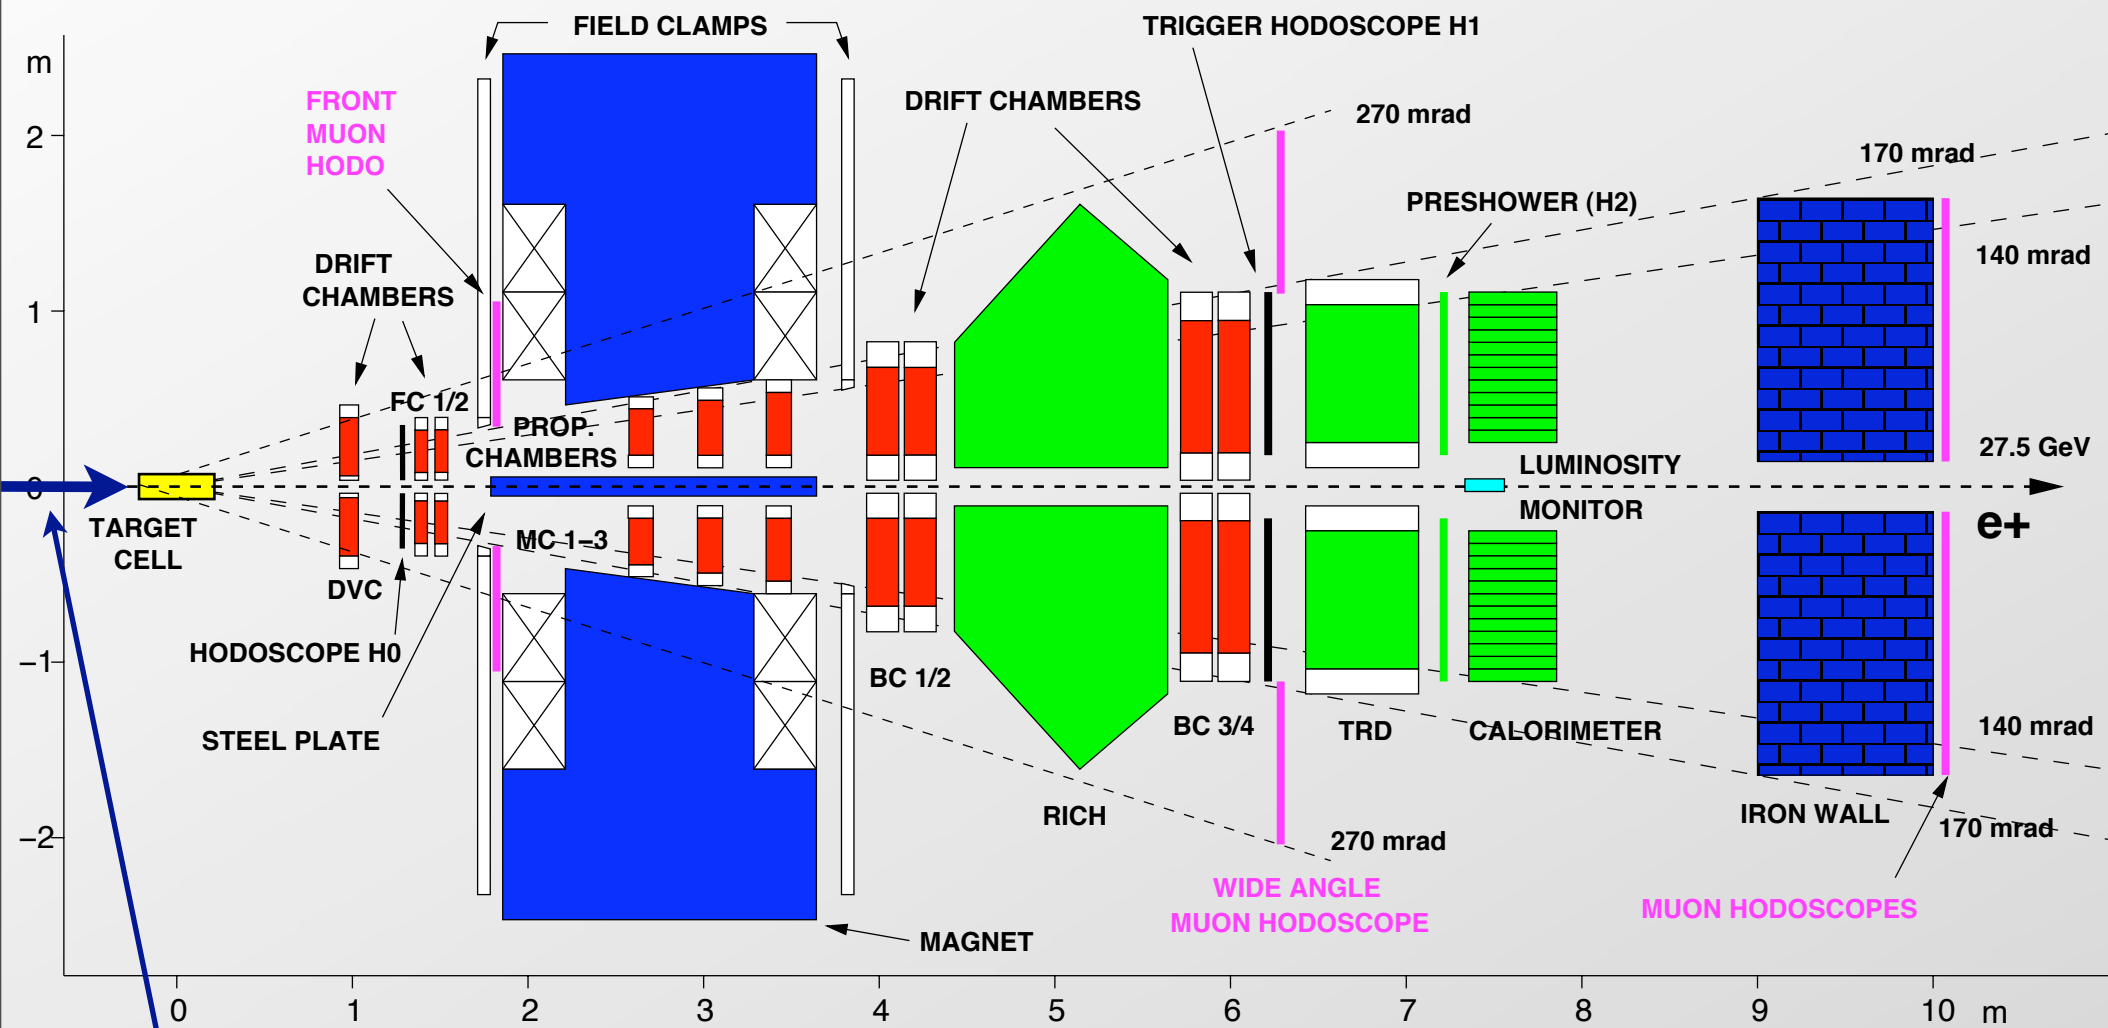 FIELD CLAMPS
TRIGGER HODOSCOPE H1
m
FRONT
MUON
HODO
DRIFT CHAMBERS
270 mrad
2
170 mrad
PRESHOWER (H2)
140 mrad
DRIFT
CHAMBERS
1
FC 1/2
PROP.
CHAMBERS
27.5 GeV
LUMINOSITY
MONITOR
0
e+
TARGET
CELL
MC 1–3
DVC
HODOSCOPE H0
–1
BC 1/2
BC 3/4
TRD
CALORIMETER
140 mrad
STEEL PLATE
RICH
IRON WALL
170 mrad
–2
270 mrad
WIDE ANGLE
MUON HODOSCOPE
MUON HODOSCOPES
MAGNET
0 1 2 3 4 5 6 7 8 9 10 m